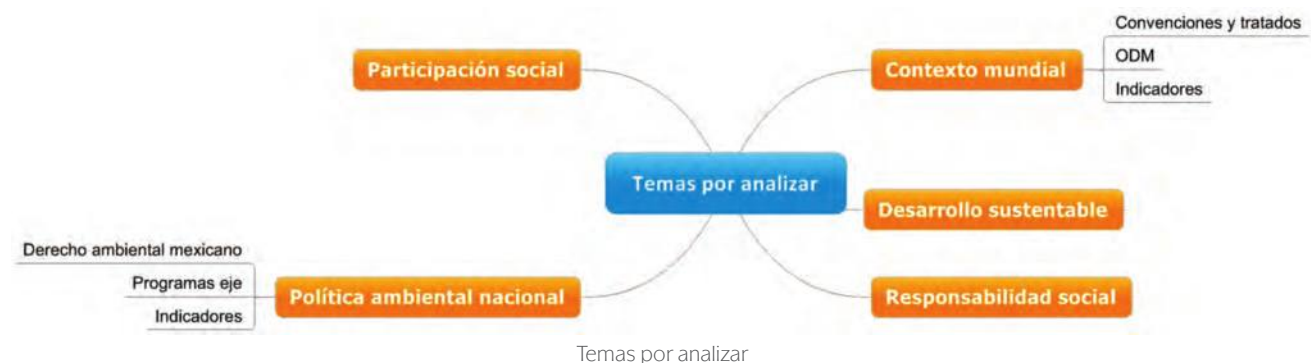 Participación social
Contexto mundial
Convenciones y tratados
ODM
Indicadores
Temas por analizar
Desarrollo sustentable
Derecho ambiental mexicano
Programas eje
Indicadores
Política ambiental nacional
Responsabilidad social
Temas por analizar